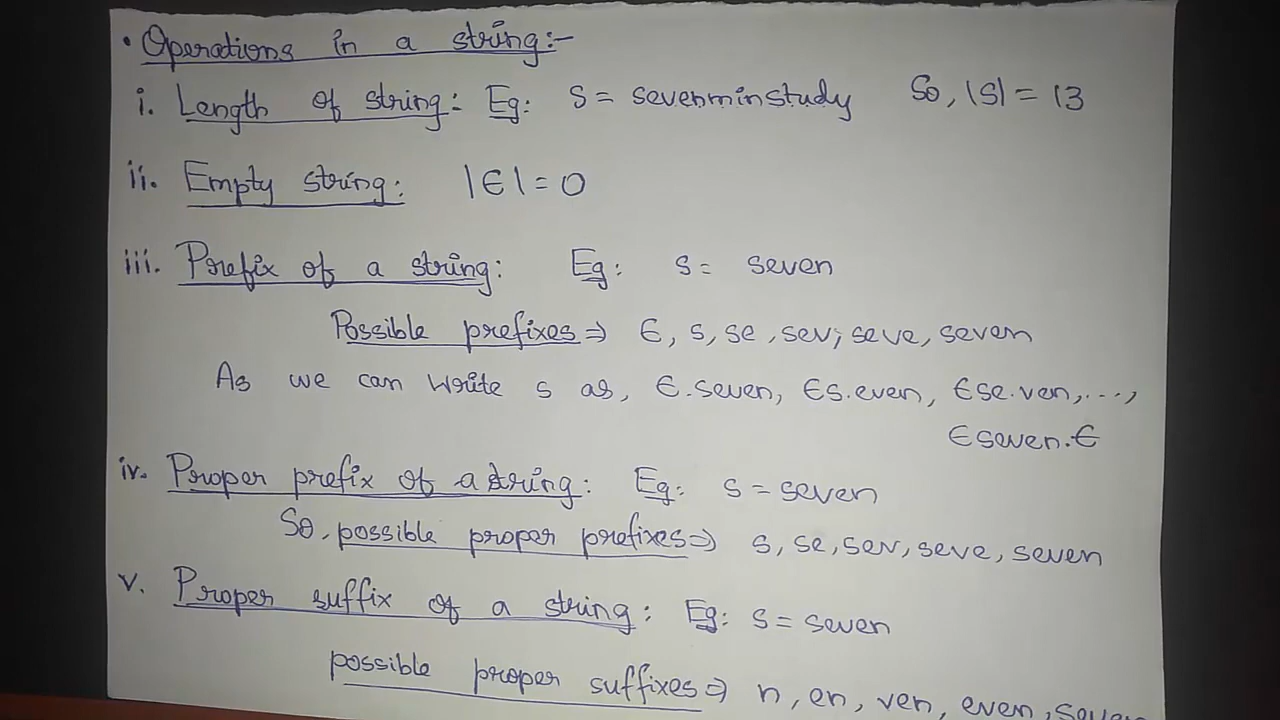 • Operations in a string:-
i. Length of string: Eg: S = sevenminstudy So, |S| = 13
ii. Empty string: |ϵ| = 0
iii. Prefix of a string: Eg: s = seven
Possible prefixes ⇒ ϵ, s, se, sev, seve, seven
As we can write s as, ϵ.seven, ϵs.even, ϵse.ven,...,
ϵseven.ϵ
iv. Proper prefix of a string: Eg: s = seven
So, possible proper prefixes ⇒ s, se, sev, seve, seven
v. Proper suffix of a string: Eg: s = seven
possible proper suffixes ⇒ n, en, ven, even, seven